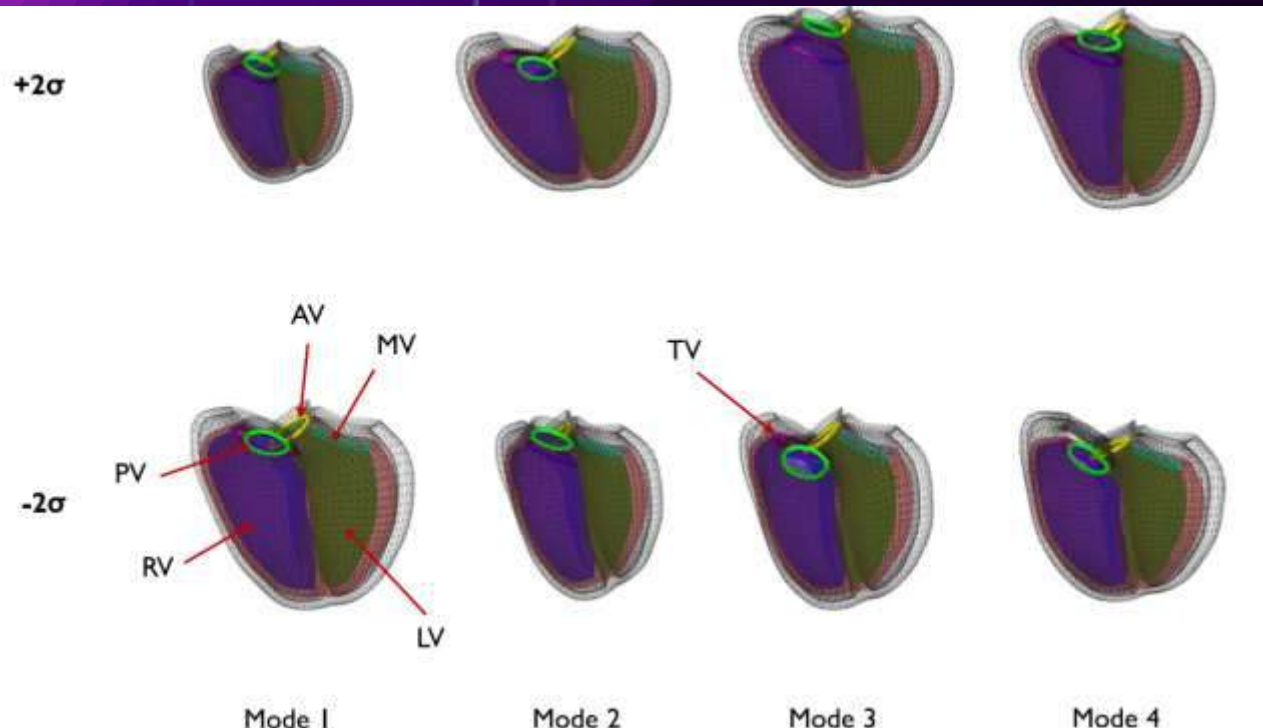 +2σ
AV
MV
TV
PV
-2σ
RV
LV
Mode 1
Mode 2
Mode 3
Mode 4